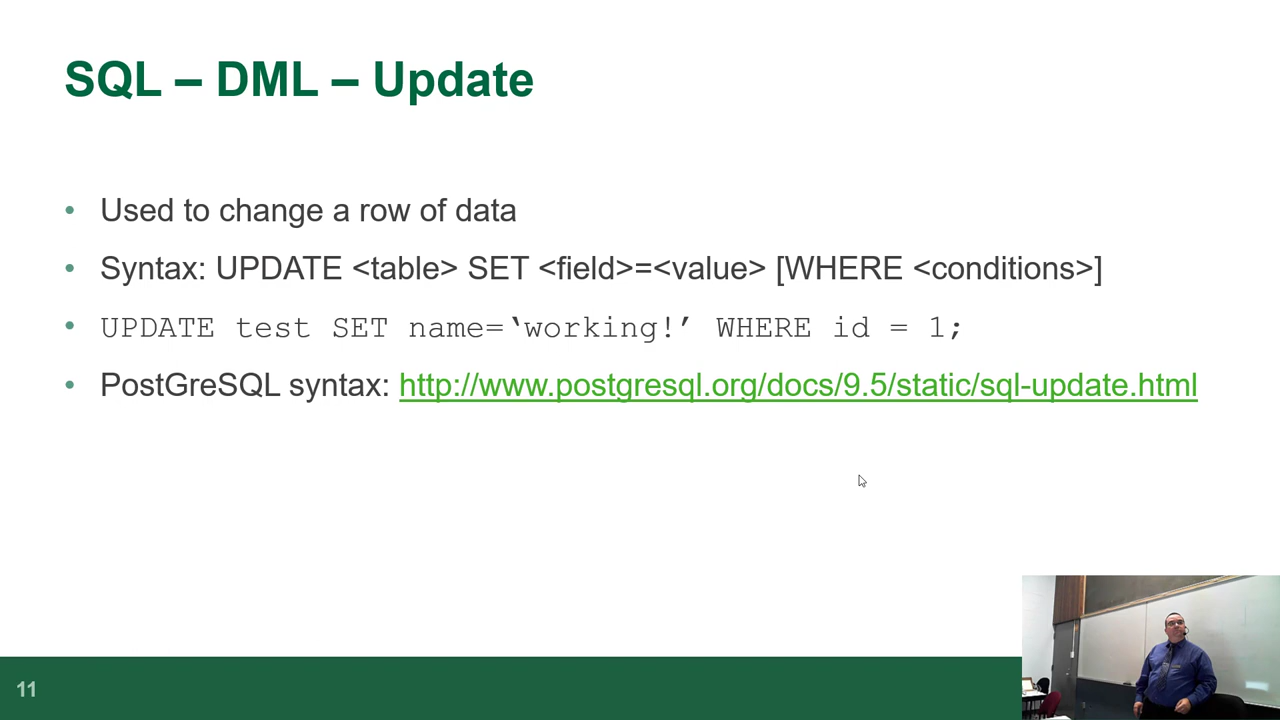 SQL – DML – Update
• Used to change a row of data
• Syntax: UPDATE <table> SET <field>=<value> [WHERE <conditions>]
• UPDATE test SET name=‘working!’ WHERE id = 1;
• PostGreSQL syntax: http://www.postgresql.org/docs/9.5/static/sql-update.html
11